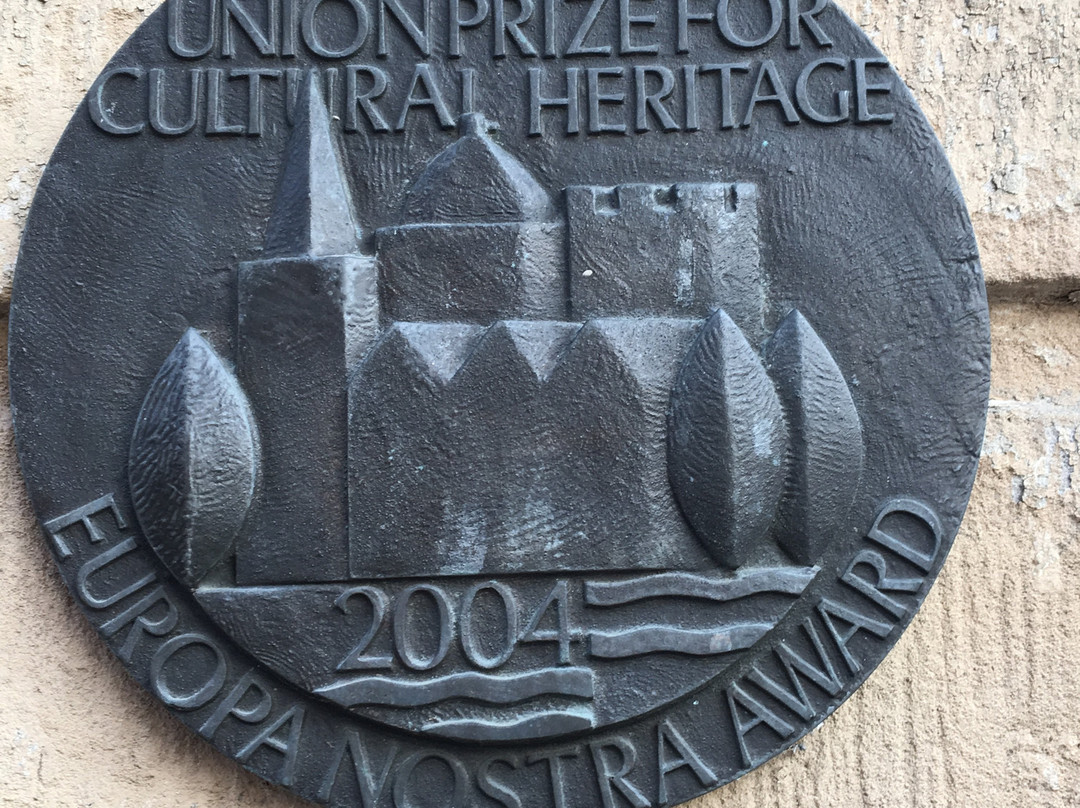 UNION PRIZE FOR
CULTURAL HERITAGE
2004
EUROPA NOSTRA AWARD